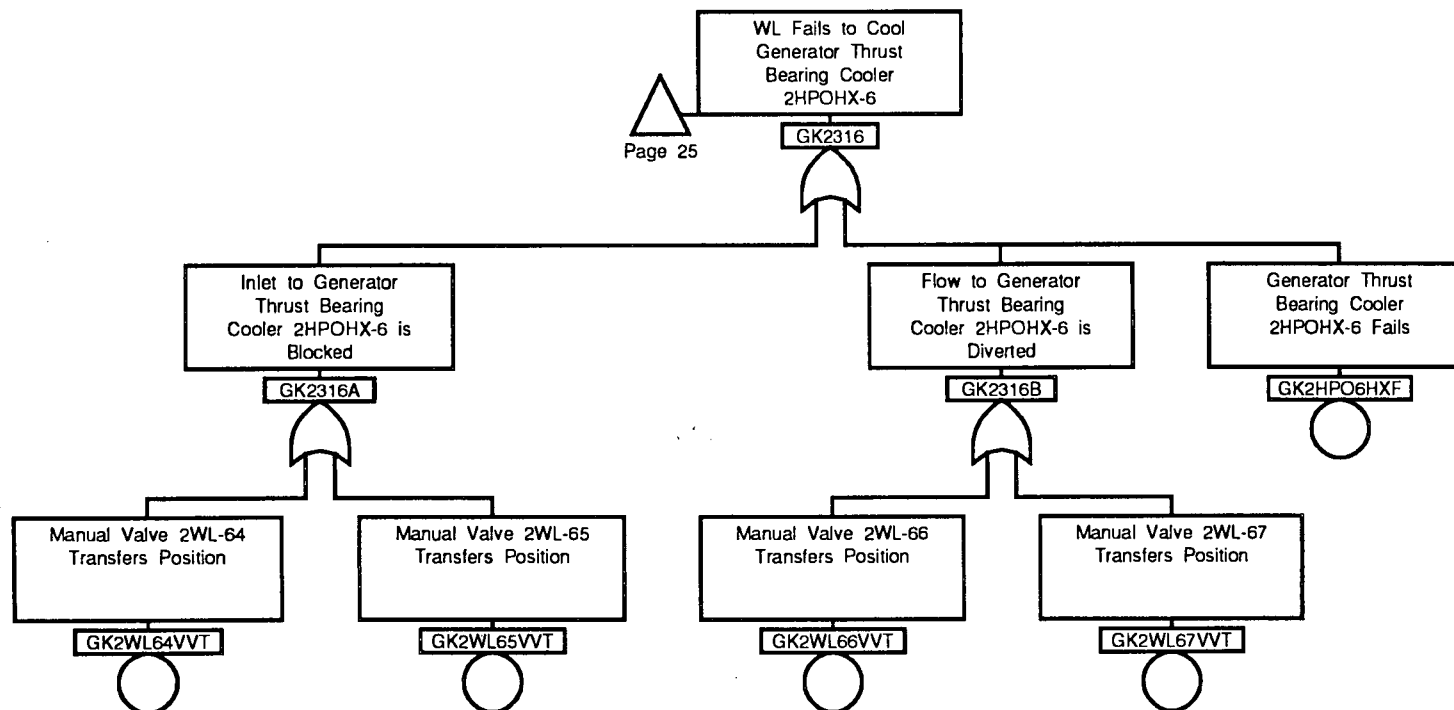 WL Fails to Cool
Generator Thrust
Bearing Cooler
2HPOHX-6
Page 25
GK2316
Inlet to Generator
Thrust Bearing
Cooler 2HPOHX-6 is
Blocked
GK2316A
Flow to Generator
Thrust Bearing
Cooler 2HPOHX-6 is
Diverted
GK2316B
Generator Thrust
Bearing Cooler
2HPOHX-6 Fails
GK2HPO6HXF
Manual Valve 2WL-64
Transfers Position
GK2WL64VVT
Manual Valve 2WL-65
Transfers Position
GK2WL65VVT
Manual Valve 2WL-66
Transfers Position
GK2WL66VVT
Manual Valve 2WL-67
Transfers Position
GK2WL67VVT